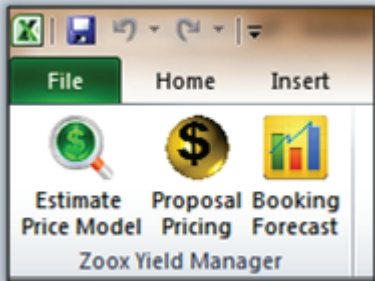 File Home Insert
Estimate Proposal Booking
Price Model Pricing Forecast
Zoox Yield Manager